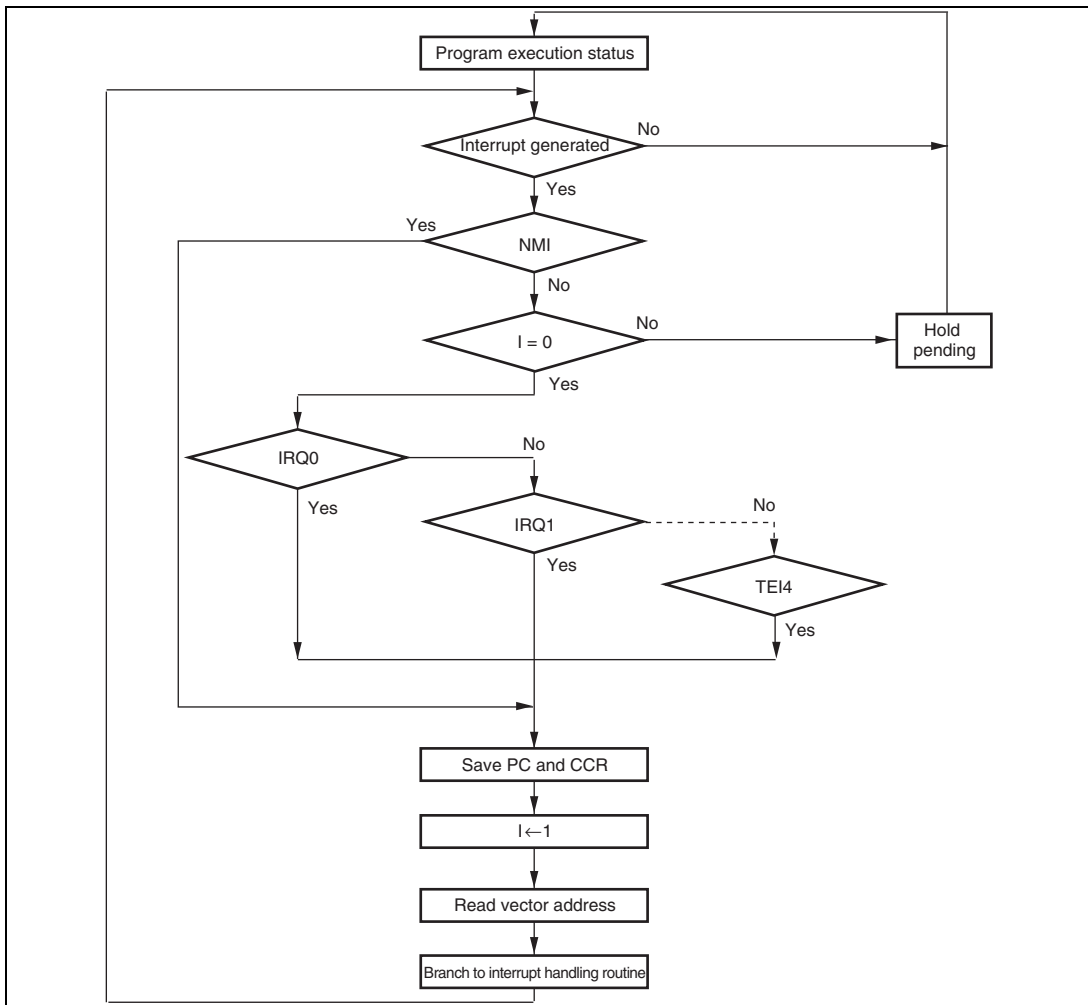 Program execution status
Interrupt generated
No
Yes
Yes
NMI
No
I = 0
No
Hold
pending
Yes
IRQ0
No
Yes
IRQ1
No
Yes
TEI4
Yes
Save PC and CCR
I←1
Read vector address
Branch to interrupt handling routine